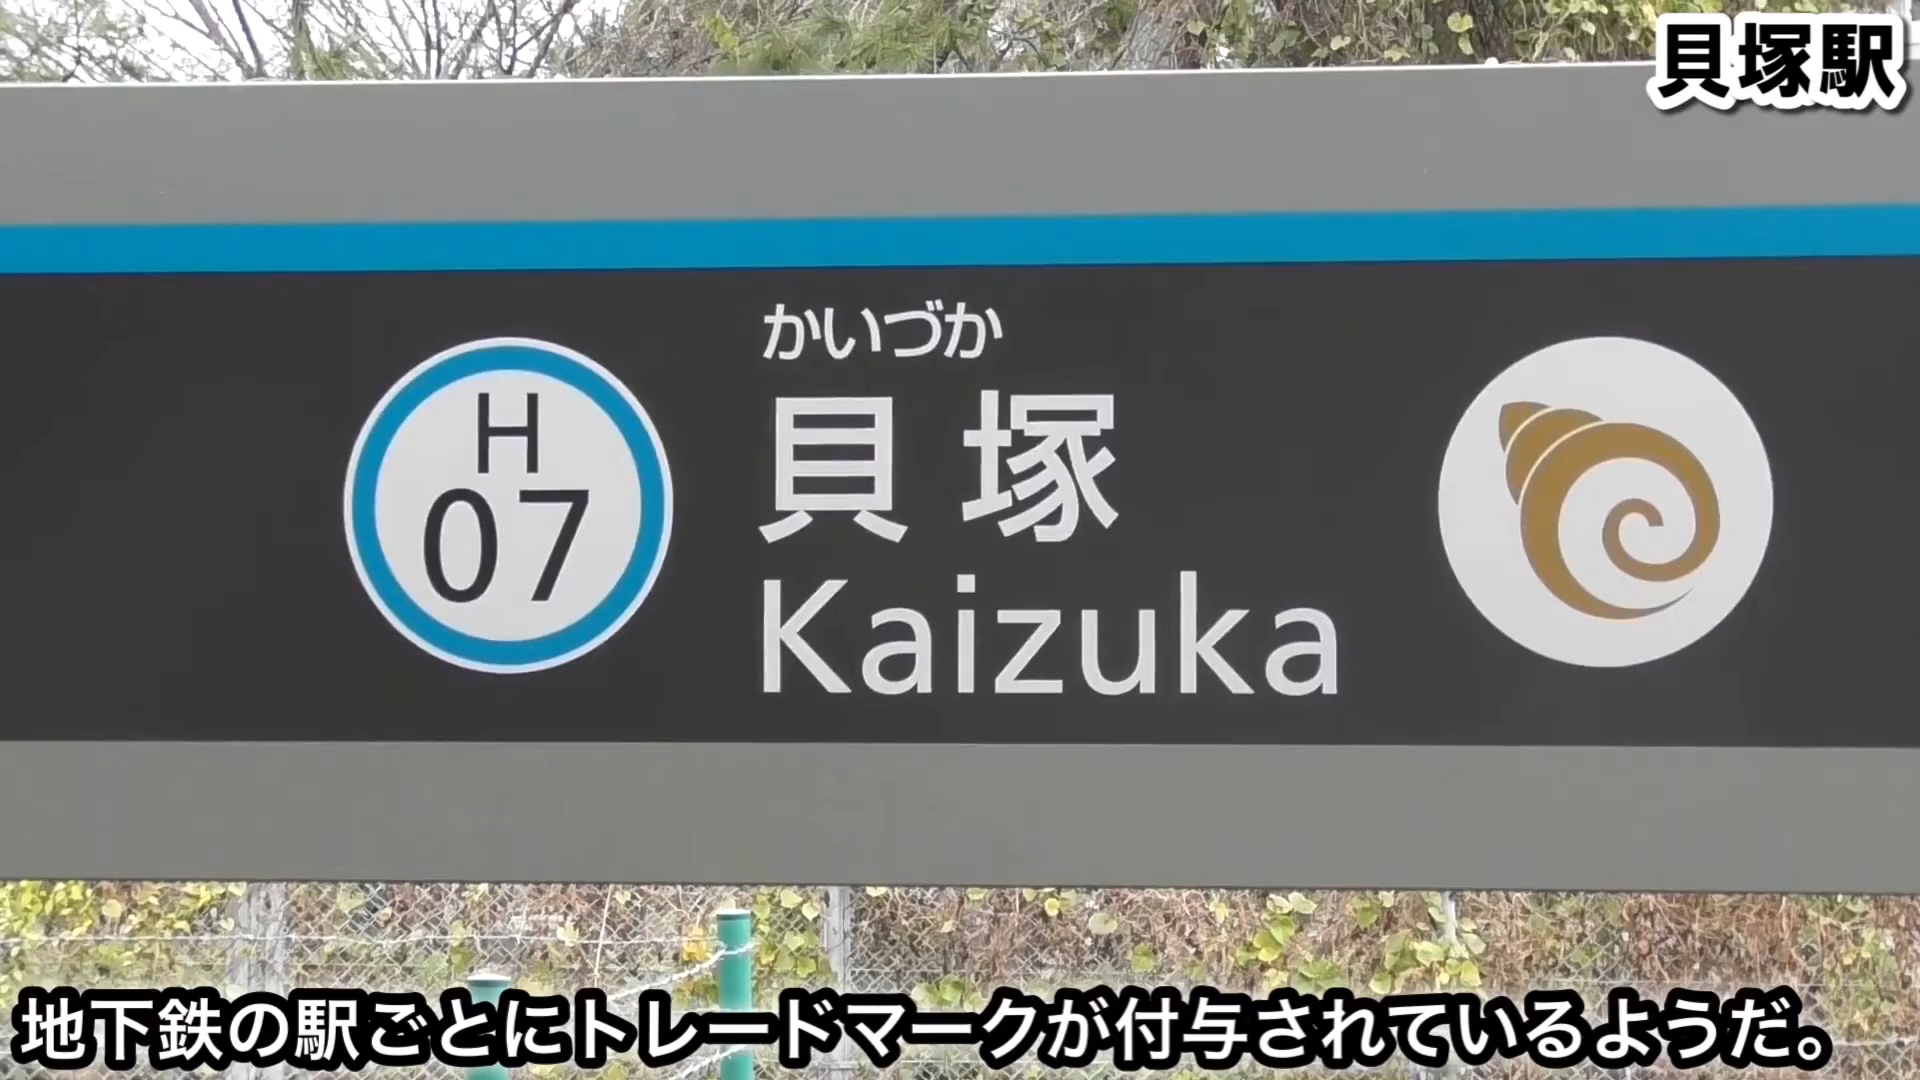 貝塚駅
H
07
かいづか
貝塚
Kaizuka
地下鉄の駅ごとにトレードマークが付与されているようだ。